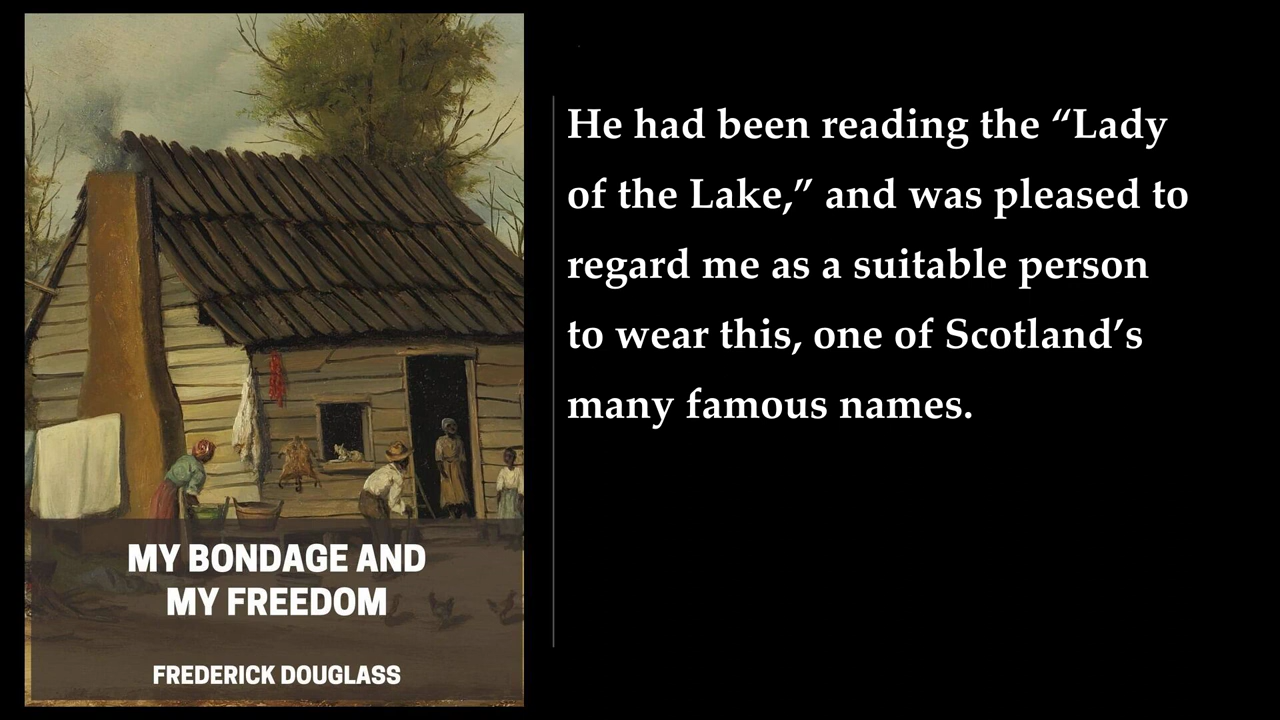 He had been reading the “Lady
of the Lake,” and was pleased to
regard me as a suitable person
to wear this, one of Scotland’s
many famous names.
MY BONDAGE AND
MY FREEDOM
FREDERICK DOUGLASS